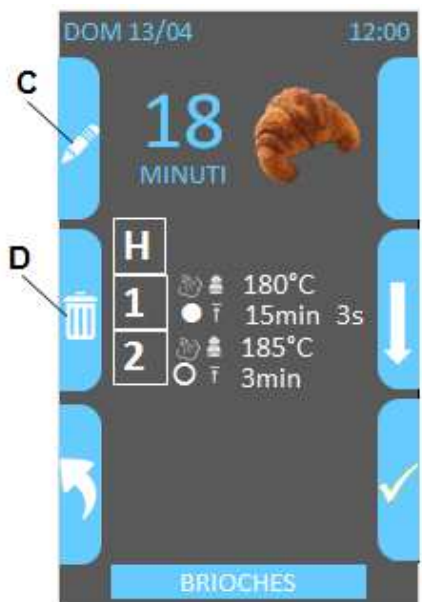 DOM 13/04 12:00
C
18
MINUTI
H
D
1 180°C
15min 3s
2 185°C
3min
BRIOCHES